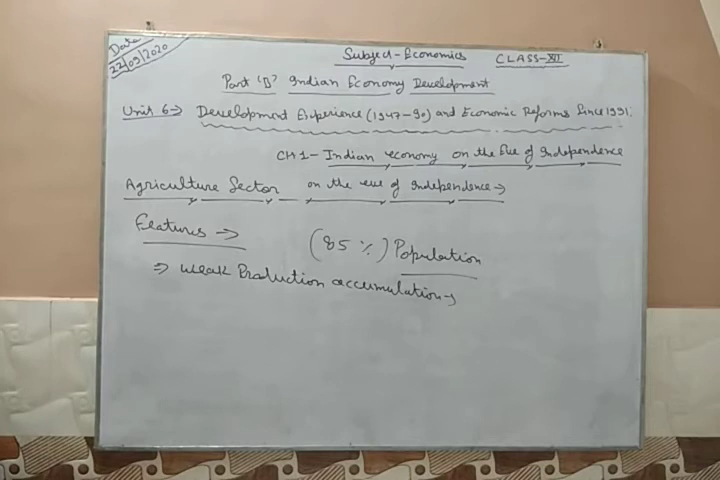 Date
22/09/2020
Subject-Economics CLASS-XII
Part 'B' Indian Economy Development
Unit 6⇒ Development Experience (1947-90) and Economic Reforms Since 1991:
CH 1- Indian economy on the Eve of Independence
Agriculture Sector on the eve of Independence→
Features →
(85 %) Population
⇒ weak Production accumulation→